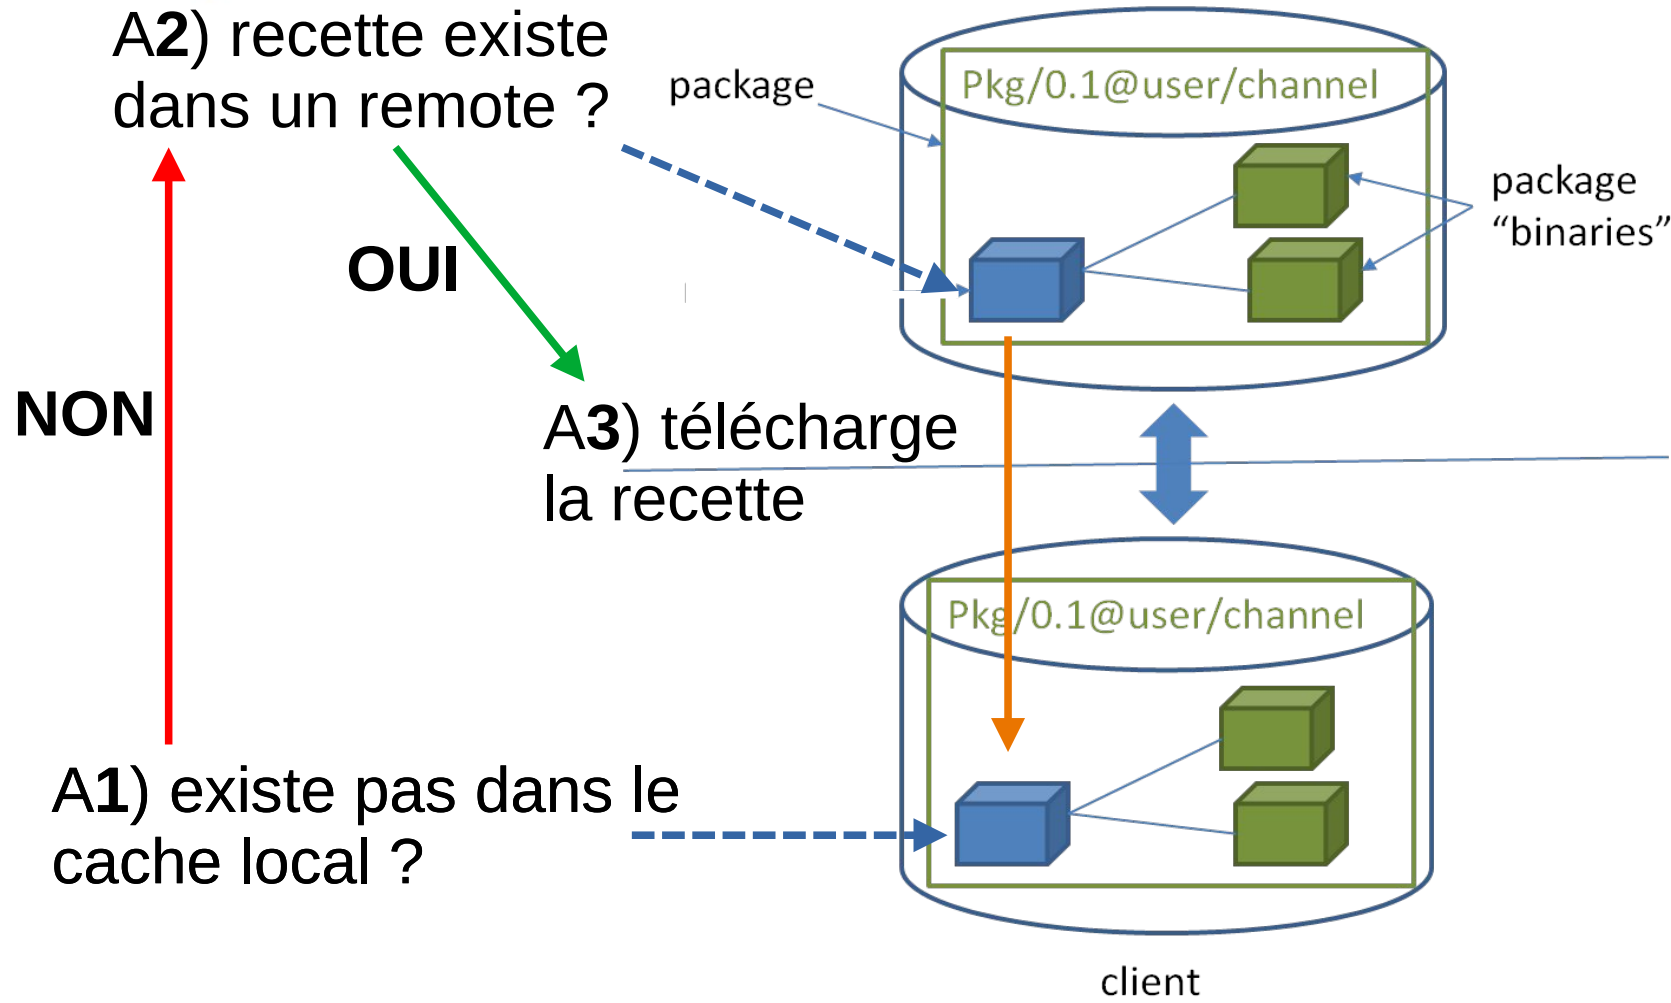 A2) recette existe
dans un remote ?
package
Pkg/0.1@user/channel
package
“binaries”
OUI
NON
A3) télécharge
la recette
Pkg/0.1@user/channel
A1) existe pas dans le
cache local ?
client